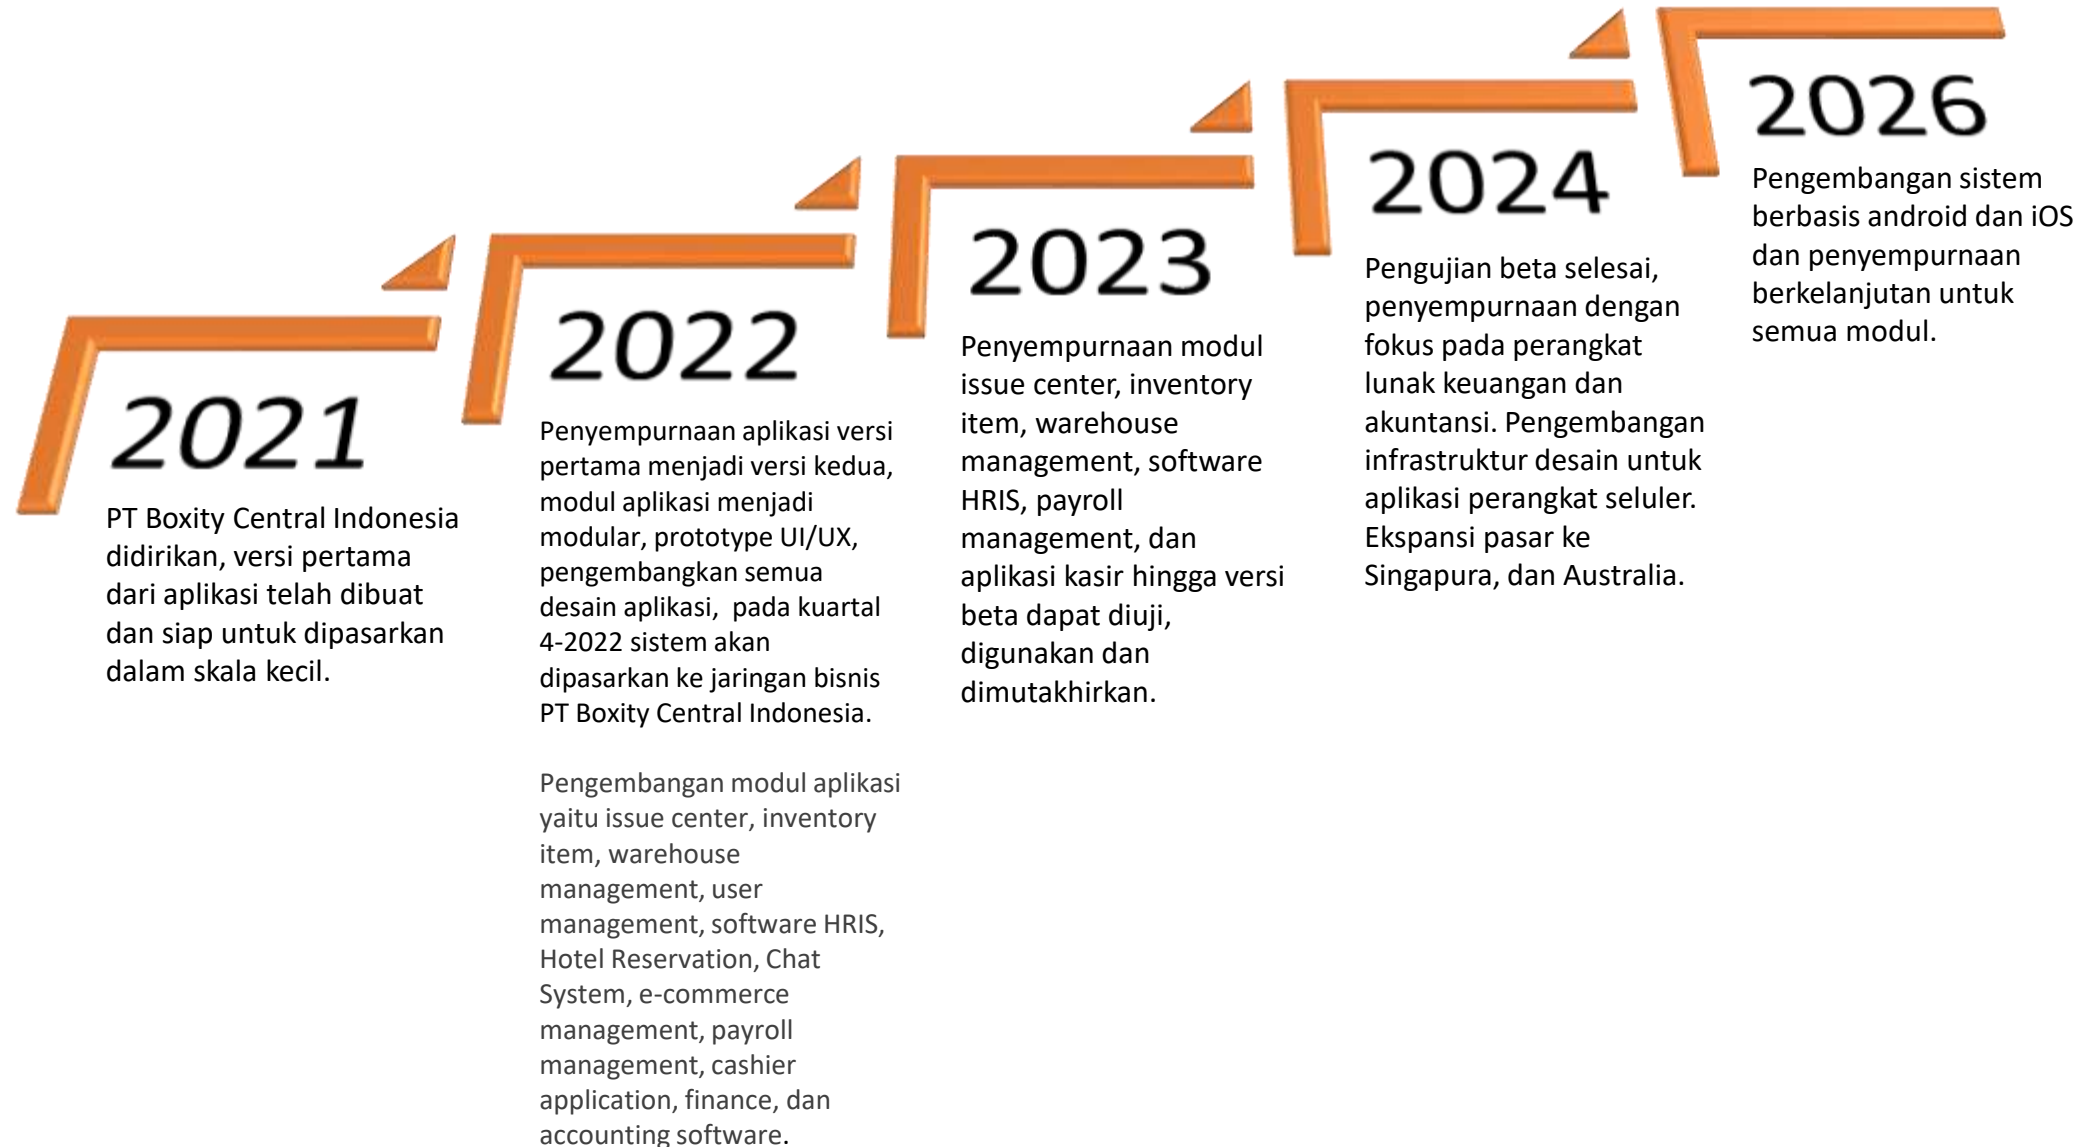 2021
PT Boxity Central Indonesia
didirikan, versi pertama
dari aplikasi telah dibuat
dan siap untuk dipasarkan
dalam skala kecil.
2022
Penyempurnaan aplikasi versi
pertama menjadi versi kedua,
modul aplikasi menjadi
modular, prototype UI/UX,
pengembangkan semua
desain aplikasi, pada kuartal
4-2022 sistem akan
dipasarkan ke jaringan bisnis
PT Boxity Central Indonesia.
Pengembangan modul aplikasi
yaitu issue center, inventory
item, warehouse
management, user
management, software HRIS,
Hotel Reservation, Chat
System, e-commerce
management, payroll
management, cashier
application, finance, dan
accounting software.
2023
Penyempurnaan modul
issue center, inventory
item, warehouse
management, software
HRIS, payroll
management, dan
aplikasi kasir hingga versi
beta dapat diuji,
digunakan dan
dimutakhirkan.
2024
Pengujian beta selesai,
penyempurnaan dengan
fokus pada perangkat
lunak keuangan dan
akuntansi. Pengembangan
infrastruktur desain untuk
aplikasi perangkat seluler.
Ekspansi pasar ke
Singapura, dan Australia.
2026
Pengembangan sistem
berbasis android dan iOS
dan penyempurnaan
berkelanjutan untuk
semua modul.